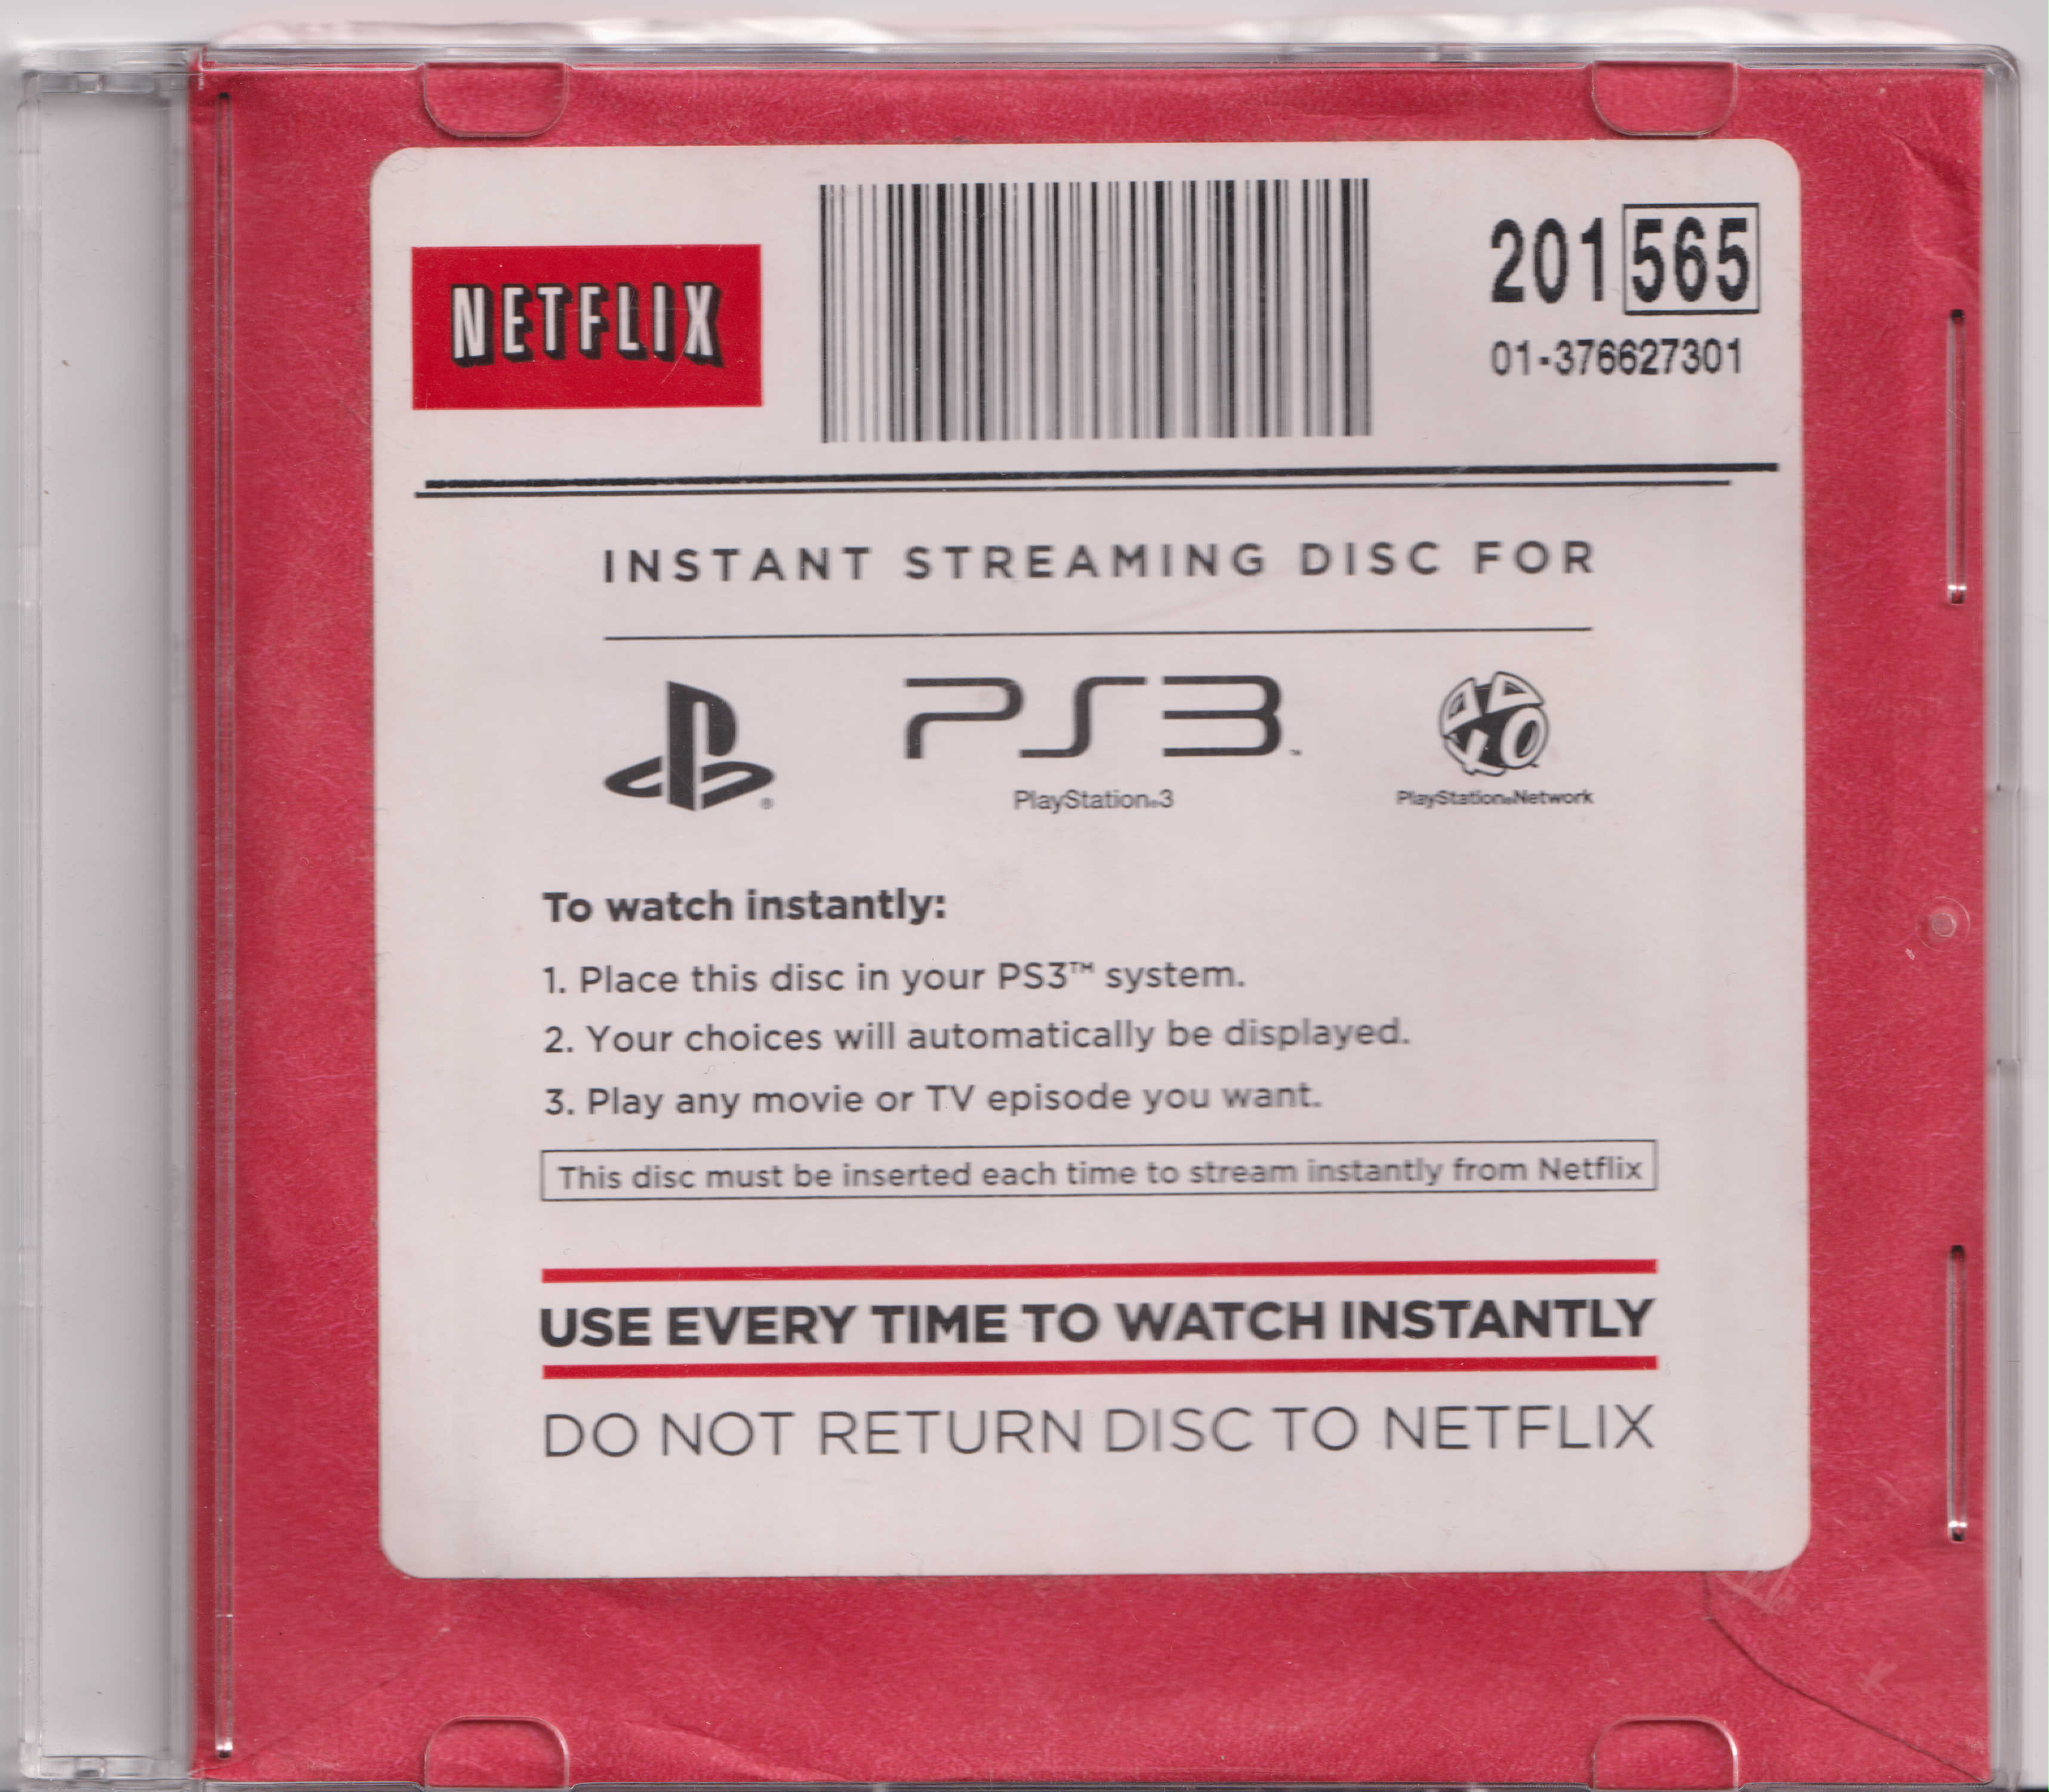 NETFLIX
201565
01-376627301
INSTANT STREAMING DISC FOR
PS3™
PlayStation®3
PlayStation®Network
To watch instantly:
1. Place this disc in your PS3™ system.
2. Your choices will automatically be displayed.
3. Play any movie or TV episode you want.
This disc must be inserted each time to stream instantly from Netflix
USE EVERY TIME TO WATCH INSTANTLY
DO NOT RETURN DISC TO NETFLIX